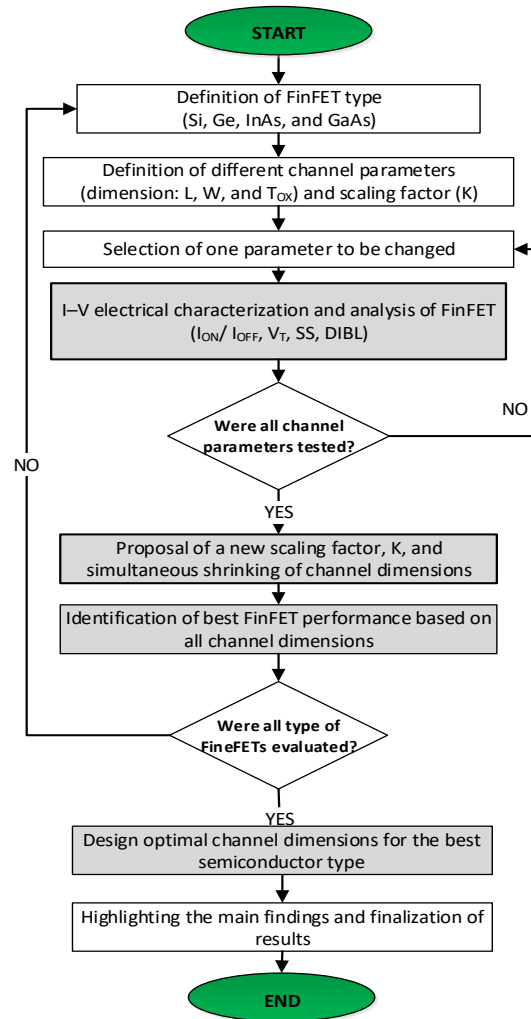 START
Definition of FinFET type
(Si, Ge, InAs, and GaAs)
Definition of different channel parameters
(dimension: L, W, and TOX) and scaling factor (K)
Selection of one parameter to be changed
I–V electrical characterization and analysis of FinFET
(ION/ IOFF, VT, SS, DIBL)
Were all channel
parameters tested?
NO
NO
YES
Proposal of a new scaling factor, K, and
simultaneous shrinking of channel dimensions
Identification of best FinFET performance based on
all channel dimensions
Were all type of
FineFETs evaluated?
YES
Design optimal channel dimensions for the best
semiconductor type
Highlighting the main findings and finalization of
results
END